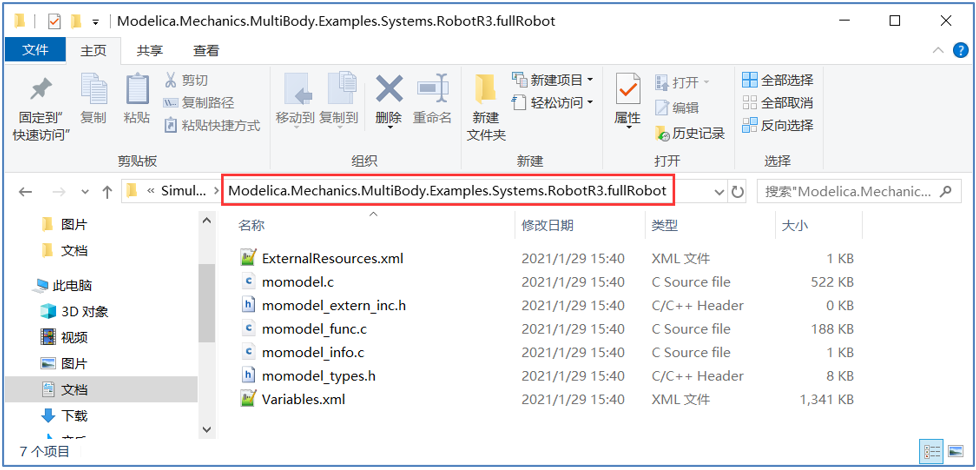 Modelica.Mechanics.MultiBody.Examples.Systems.RobotR3.fullRobot
文件 主页 共享 查看
固定到"快速访问" 复制 粘贴 剪切 复制路径 粘贴快捷方式 移动到 复制到 删除 重命名 新建文件夹 新建项目 轻松访问 属性 打开 编辑 历史记录 全部选择 全部取消 反向选择
剪贴板 组织 新建 打开 选择
« Simul... Modelica.Mechanics.MultiBody.Examples.Systems.RobotR3.fullRobot 搜索"Modelica.Mechanic...
图片
文档
此电脑
3D 对象
视频
图片
文档
下载
名称 修改日期 类型 大小
ExternalResources.xml 2021/1/29 15:40 XML 文件 1 KB
momodel.c 2021/1/29 15:40 C Source file 522 KB
momodel_extern_inc.h 2021/1/29 15:40 C/C++ Header 0 KB
momodel_func.c 2021/1/29 15:40 C Source file 188 KB
momodel_info.c 2021/1/29 15:40 C Source file 1 KB
momodel_types.h 2021/1/29 15:40 C/C++ Header 8 KB
Variables.xml 2021/1/29 15:40 XML 文件 1,341 KB
7 个项目